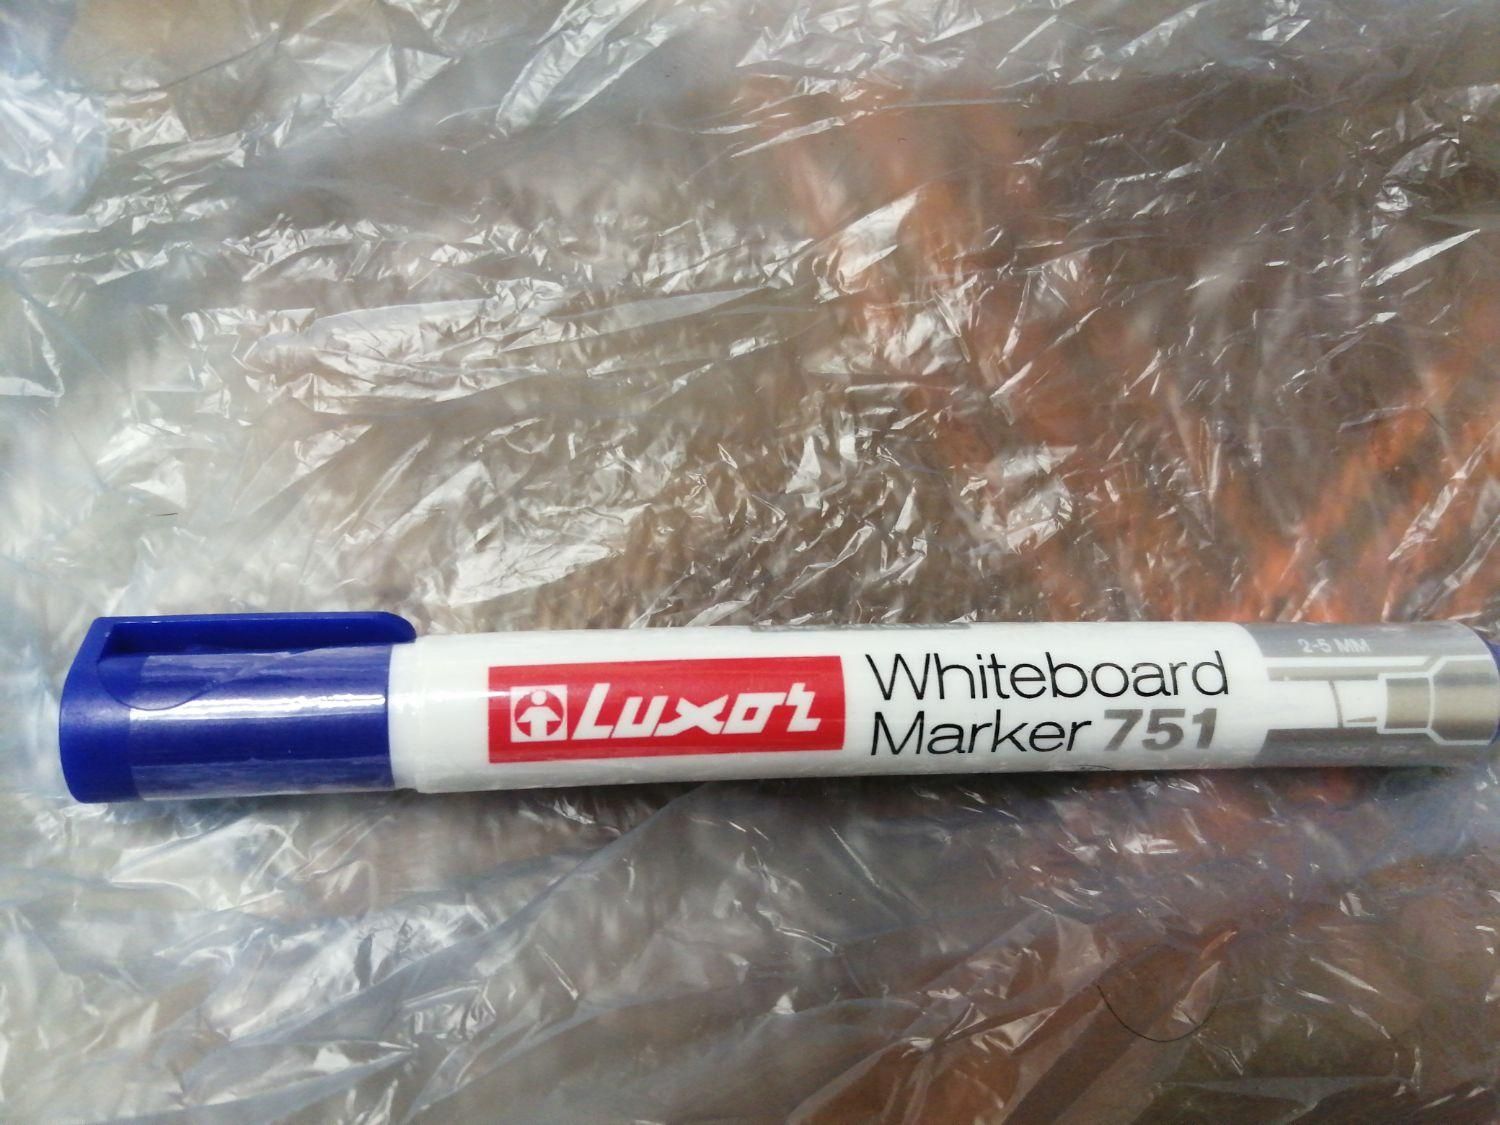 Luxor
Whiteboard
Marker 751
2-5 MM